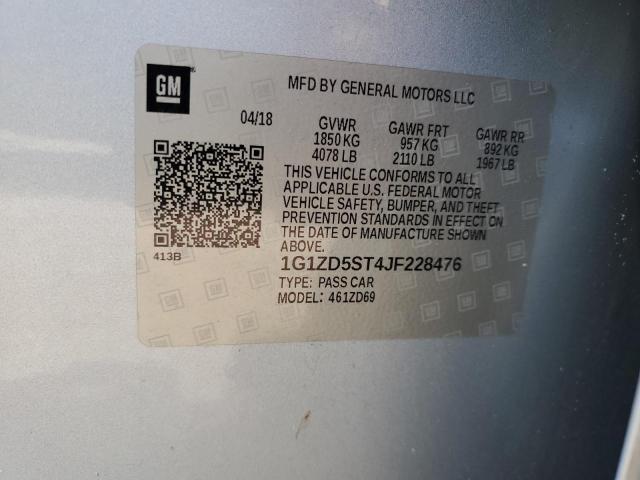 GM
MFD BY GENERAL MOTORS LLC
04/18
GVWR GAWR FRT GAWR RR
1850 KG 957 KG 892 KG
4078 LB 2110 LB 1967 LB
THIS VEHICLE CONFORMS TO ALL
APPLICABLE U.S. FEDERAL MOTOR
VEHICLE SAFETY, BUMPER, AND THEFT
PREVENTION STANDARDS IN EFFECT ON
THE DATE OF MANUFACTURE SHOWN
ABOVE.
413B
1G1ZD5ST4JF228476
TYPE: PASS CAR
MODEL: 461ZD69